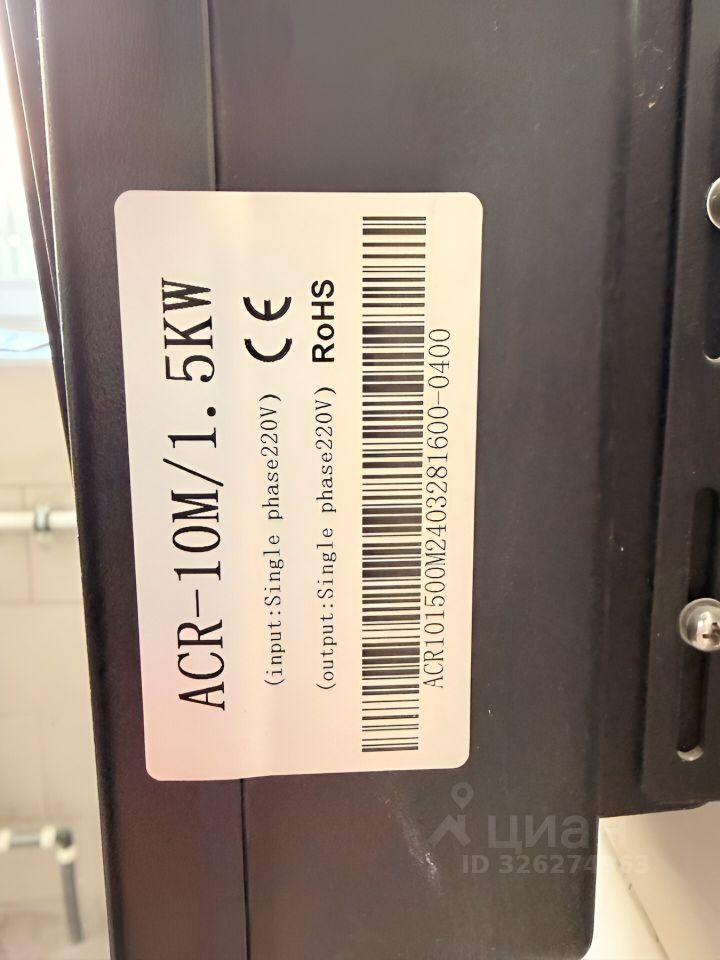 ACR-10M/1.5KW
(input:Single phase220V) CE
(output:Single phase220V) RoHS
ACR101500M2403281600-0400
циан